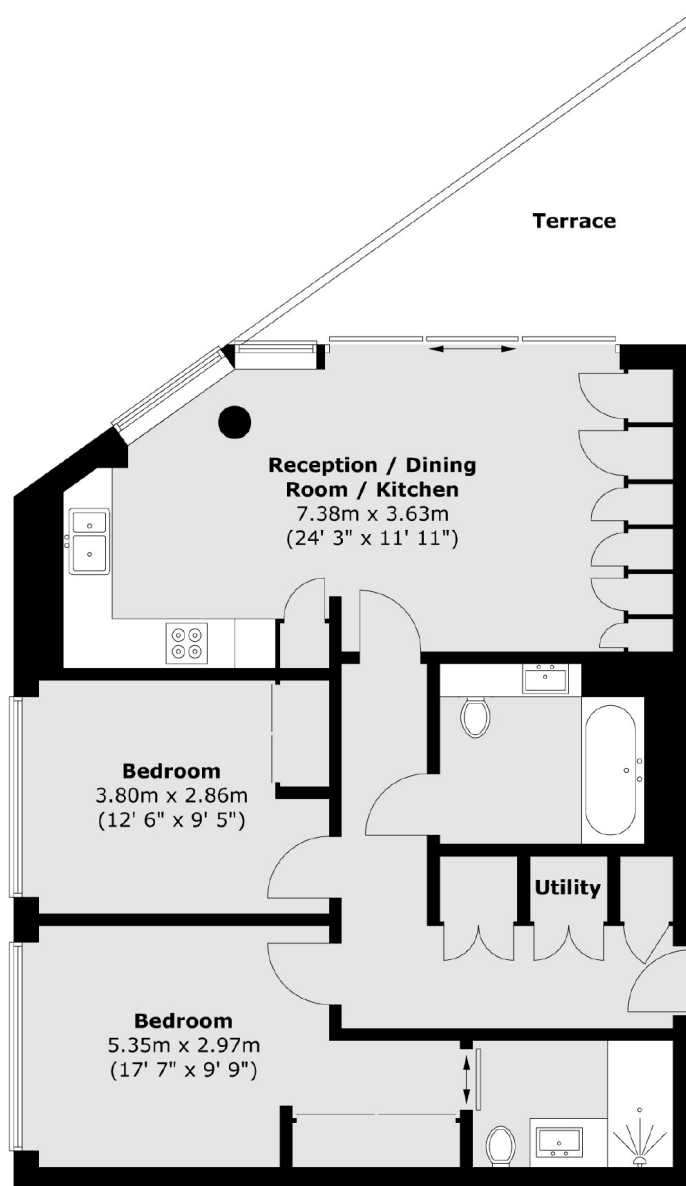 Terrace
Reception / Dining
Room / Kitchen
7.38m x 3.63m
(24' 3" x 11' 11")
Bedroom
3.80m x 2.86m
(12' 6" x 9' 5")
Utility
Bedroom
5.35m x 2.97m
(17' 7" x 9' 9")